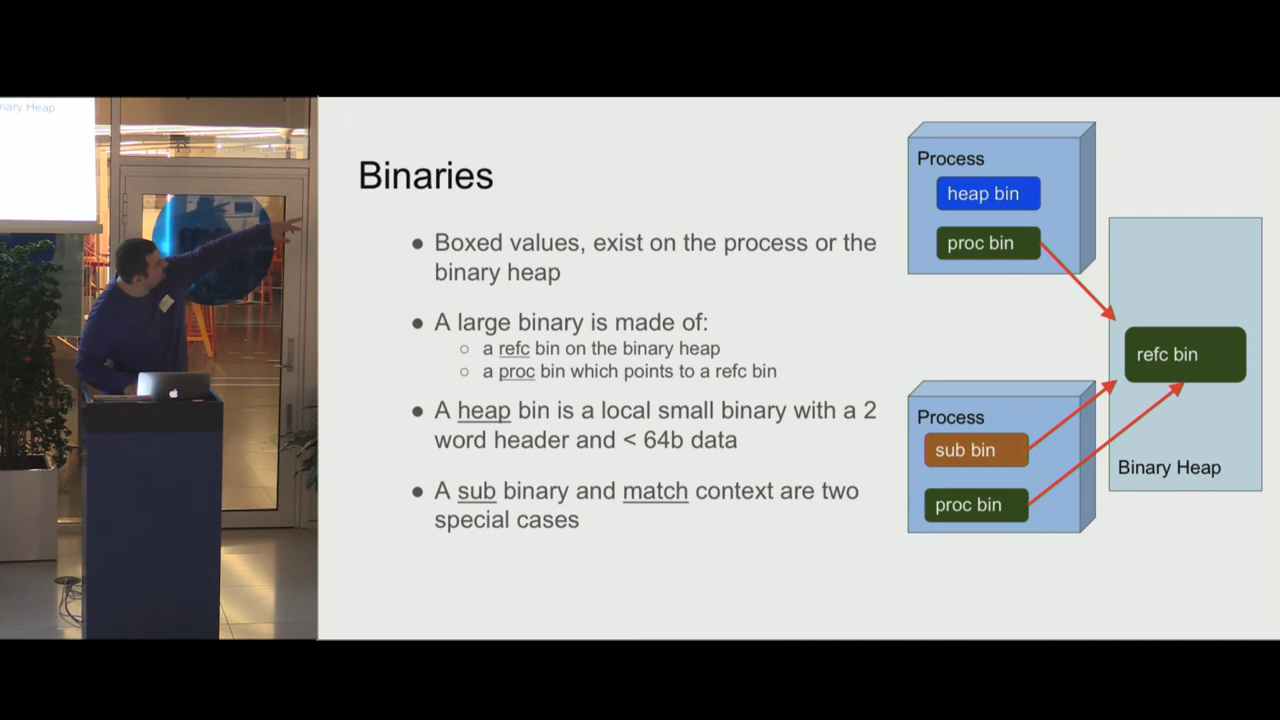 nary Heap
Binaries
● Boxed values, exist on the process or the
binary heap
● A large binary is made of:
○ a refc bin on the binary heap
○ a proc bin which points to a refc bin
● A heap bin is a local small binary with a 2
word header and < 64b data
● A sub binary and match context are two
special cases
Process
heap bin
proc bin
refc bin
Process
sub bin
proc bin
Binary Heap